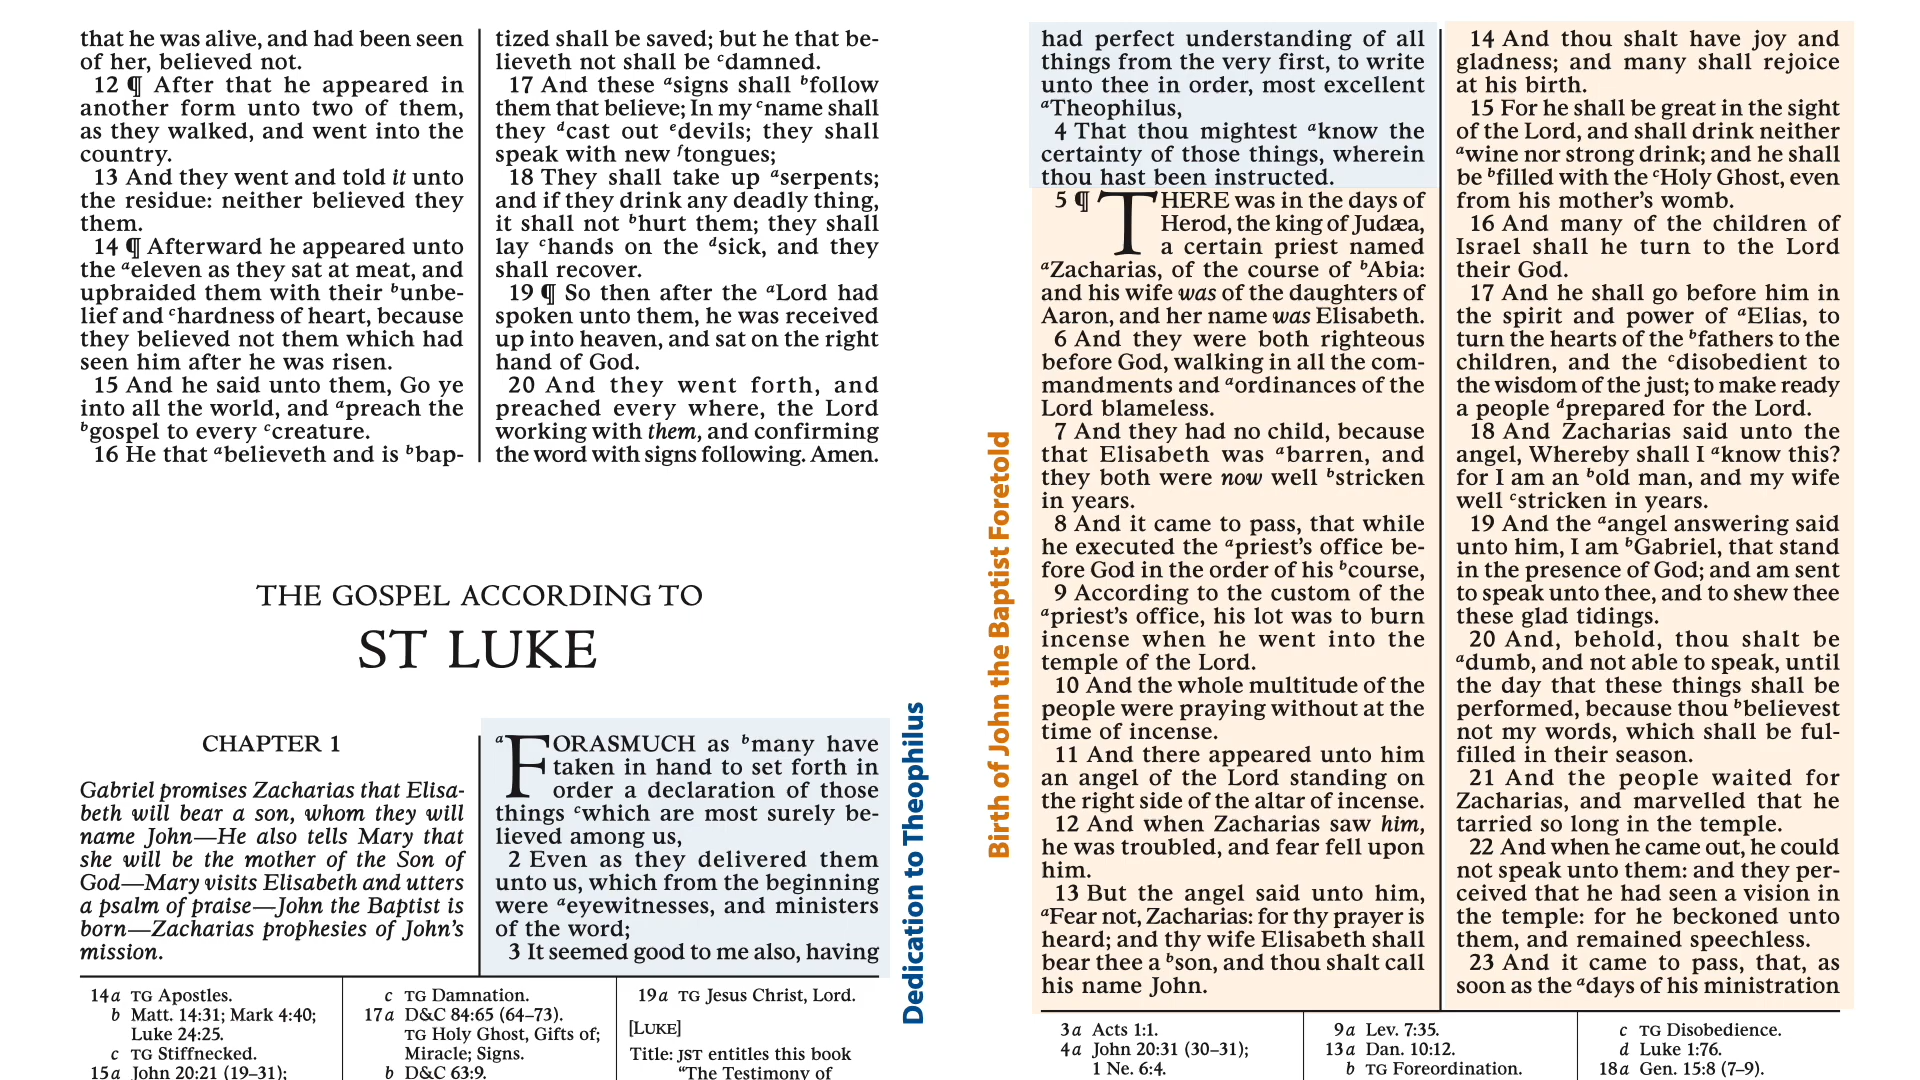 that he was alive, and had been seen
of her, believed not.
12 ¶ After that he appeared in
another form unto two of them,
as they walked, and went into the
country.
13 And they went and told it unto
the residue: neither believed they
them.
14 ¶ Afterward he appeared unto
the aeleven as they sat at meat, and
upbraided them with their bunbe-
lief and chardness of heart, because
they believed not them which had
seen him after he was risen.
15 And he said unto them, Go ye
into all the world, and apreach the
bgospel to every ccreature.
16 He that abelieveth and is bbap-
tized shall be saved; but he that be-
lieveth not shall be cdamned.
17 And these asigns shall bfollow
them that believe; In my cname shall
they dcast out edevils; they shall
speak with new ftongues;
18 They shall take up aserpents;
and if they drink any deadly thing,
it shall not bhurt them; they shall
lay chands on the dsick, and they
shall recover.
19 ¶ So then after the aLord had
spoken unto them, he was received
up into heaven, and sat on the right
hand of God.
20 And they went forth, and
preached every where, the Lord
working with them, and confirming
the word with signs following. Amen.
THE GOSPEL ACCORDING TO
ST LUKE
CHAPTER 1
Gabriel promises Zacharias that Elisa-
beth will bear a son, whom they will
name John—He also tells Mary that
she will be the mother of the Son of
God—Mary visits Elisabeth and utters
a psalm of praise—John the Baptist is
born—Zacharias prophesies of John's
mission.
aFORASMUCH as bmany have
taken in hand to set forth in
order a declaration of those
things cwhich are most surely be-
lieved among us,
2 Even as they delivered them
unto us, which from the beginning
were aeyewitnesses, and ministers
of the word;
3 It seemed good to me also, having
Dedication to Theophilus
14a TG Apostles.
b Matt. 14:31; Mark 4:40;
Luke 24:25.
c TG Stiffnecked.
15a John 20:21 (19–31);
c TG Damnation.
17a D&C 84:65 (64–73).
TG Holy Ghost, Gifts of;
Miracle; Signs.
b D&C 63:9.
19a TG Jesus Christ, Lord.
[LUKE]
Title: JST entitles this book
"The Testimony of
Birth of John the Baptist Foretold
had perfect understanding of all
things from the very first, to write
unto thee in order, most excellent
aTheophilus,
4 That thou mightest aknow the
certainty of those things, wherein
thou hast been instructed.
5 ¶ THERE was in the days of
Herod, the king of Judæa,
a certain priest named
aZacharias, of the course of bAbia:
and his wife was of the daughters of
Aaron, and her name was Elisabeth.
6 And they were both righteous
before God, walking in all the com-
mandments and aordinances of the
Lord blameless.
7 And they had no child, because
that Elisabeth was abarren, and
they both were now well bstricken
in years.
8 And it came to pass, that while
he executed the apriest's office be-
fore God in the order of his bcourse,
9 According to the custom of the
apriest's office, his lot was to burn
incense when he went into the
temple of the Lord.
10 And the whole multitude of the
people were praying without at the
time of incense.
11 And there appeared unto him
an angel of the Lord standing on
the right side of the altar of incense.
12 And when Zacharias saw him,
he was troubled, and fear fell upon
him.
13 But the angel said unto him,
aFear not, Zacharias: for thy prayer is
heard; and thy wife Elisabeth shall
bear thee a bson, and thou shalt call
his name John.
14 And thou shalt have joy and
gladness; and many shall rejoice
at his birth.
15 For he shall be great in the sight
of the Lord, and shall drink neither
awine nor strong drink; and he shall
be bfilled with the cHoly Ghost, even
from his mother's womb.
16 And many of the children of
Israel shall he turn to the Lord
their God.
17 And he shall go before him in
the spirit and power of aElias, to
turn the hearts of the bfathers to the
children, and the cdisobedient to
the wisdom of the just; to make ready
a people dprepared for the Lord.
18 And Zacharias said unto the
angel, Whereby shall I aknow this?
for I am an bold man, and my wife
well cstricken in years.
19 And the aangel answering said
unto him, I am bGabriel, that stand
in the presence of God; and am sent
to speak unto thee, and to shew thee
these glad tidings.
20 And, behold, thou shalt be
adumb, and not able to speak, until
the day that these things shall be
performed, because thou bbelievest
not my words, which shall be ful-
filled in their season.
21 And the people waited for
Zacharias, and marvelled that he
tarried so long in the temple.
22 And when he came out, he could
not speak unto them: and they per-
ceived that he had seen a vision in
the temple: for he beckoned unto
them, and remained speechless.
23 And it came to pass, that, as
soon as the adays of his ministration
3a Acts 1:1.
4a John 20:31 (30–31);
1 Ne. 6:4.
9a Lev. 7:35.
13a Dan. 10:12.
b TG Foreordination.
c TG Disobedience.
d Luke 1:76.
18a Gen. 15:8 (7–9).